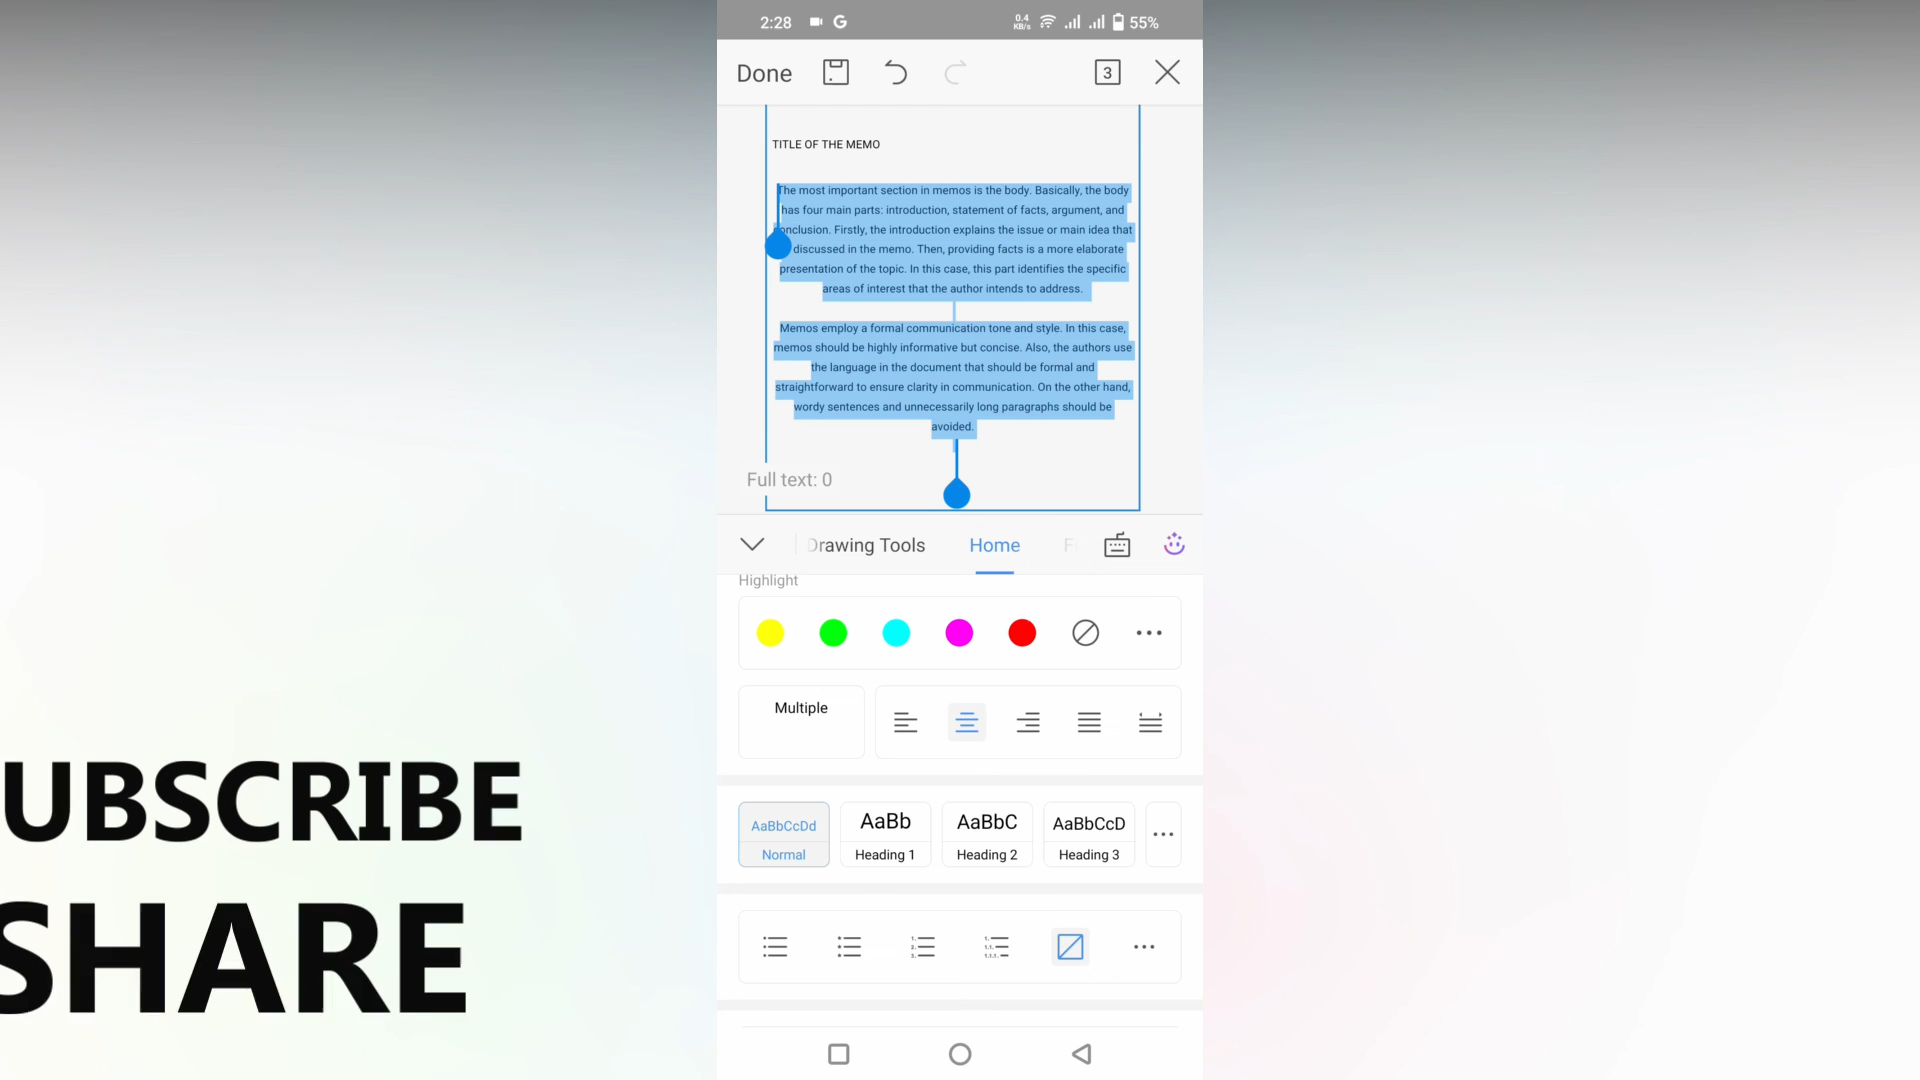 2:28
0.4
KB/s
55%
Done
3
TITLE OF THE MEMO
The most important section in memos is the body. Basically, the body
has four main parts: introduction, statement of facts, argument, and
onclusion. Firstly, the introduction explains the issue or main idea that
discussed in the memo. Then, providing facts is a more elaborate
presentation of the topic. In this case, this part identifies the specific
areas of interest that the author intends to address.
Memos employ a formal communication tone and style. In this case,
memos should be highly informative but concise. Also, the authors use
the language in the document that should be formal and
straightforward to ensure clarity in communication. On the other hand,
wordy sentences and unnecessarily long paragraphs should be
avoided.
Full text: 0
Drawing Tools
Home
F
Highlight
Multiple
AaBbCcDd
Normal
AaBb
Heading 1
AaBbC
Heading 2
AaBbCcD
Heading 3
UBSCRIBE
SHARE